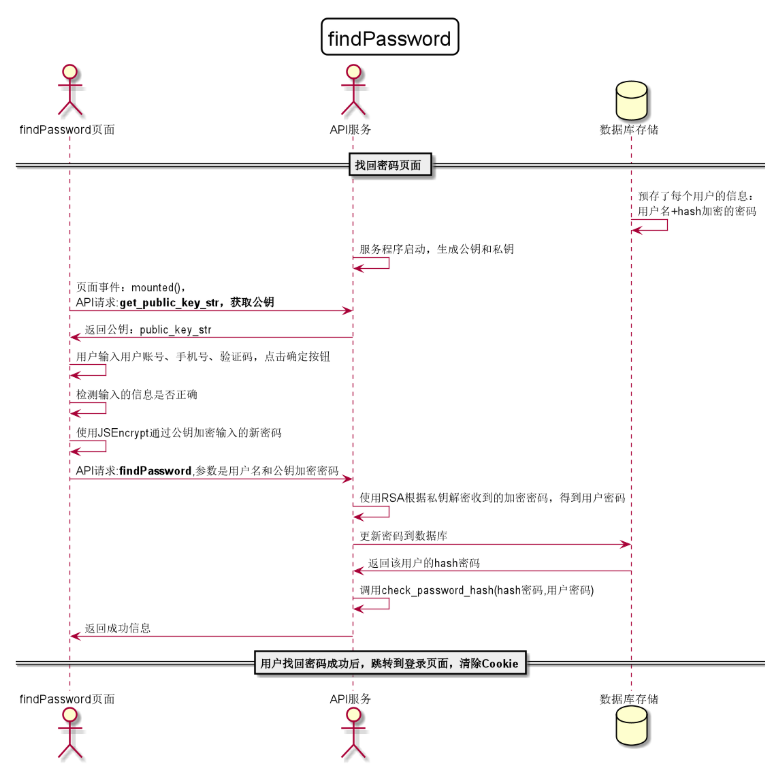 findPassword
findPassword页面
API服务
数据库存储
找回密码页面
预存了每个用户的信息：
用户名+hash加密的密码
服务程序启动，生成公钥和私钥
页面事件：mounted()，
API请求:get_public_key_str，获取公钥
返回公钥：public_key_str
用户输入用户账号、手机号、验证码，点击确定按钮
检测输入的信息是否正确
使用JSEncrypt通过公钥加密输入的新密码
API请求:findPassword,参数是用户名和公钥加密密码
使用RSA根据私钥解密收到的加密密码，得到用户密码
更新密码到数据库
返回该用户的hash密码
调用check_password_hash(hash密码,用户密码)
返回成功信息
用户找回密码成功后，跳转到登录页面，清除Cookie
findPassword页面
API服务
数据库存储